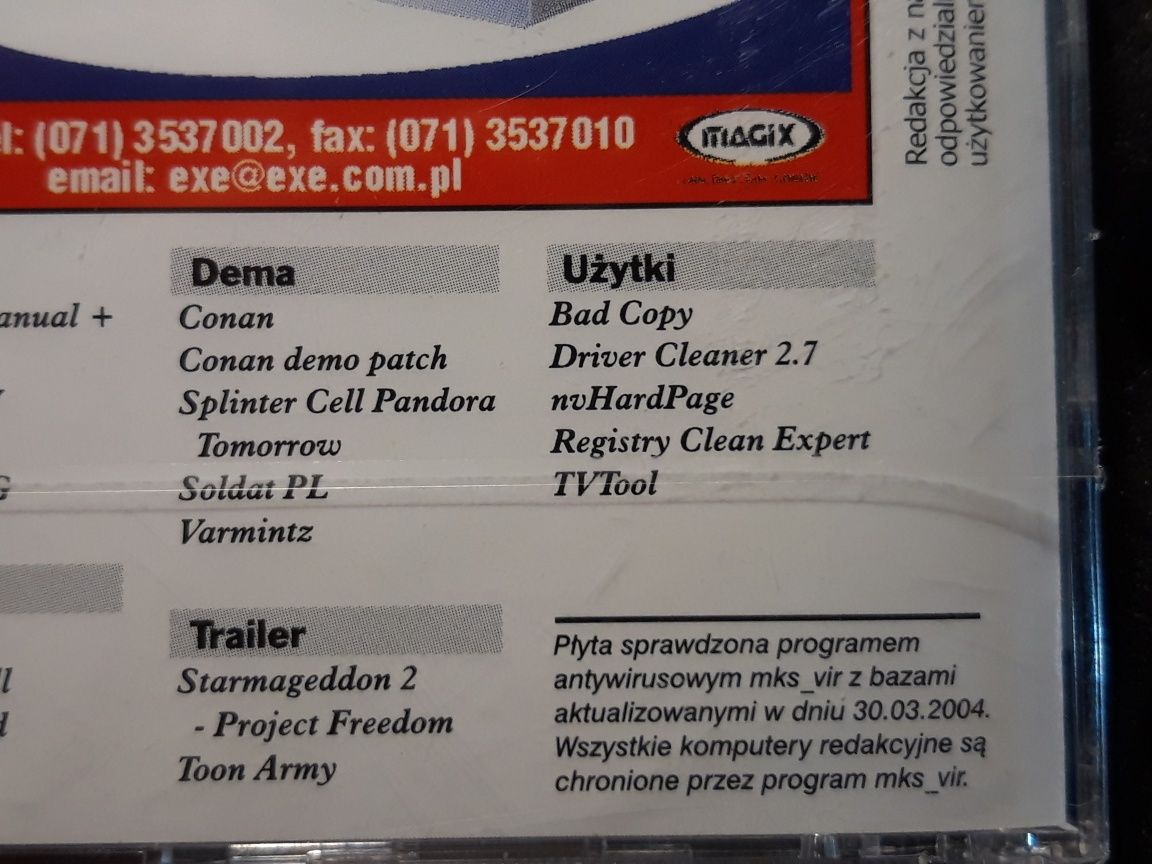 tel: (071) 3537002, fax: (071) 3537010
email: exe@exe.com.pl
MAGIX
Redakcja z
odpowiedzial
użytkowanie
anual +
Dema
Conan
Conan demo patch
Splinter Cell Pandora
Tomorrow
Soldat PL
Varmintz
Użytki
Bad Copy
Driver Cleaner 2.7
nvHardPage
Registry Clean Expert
TVTool
Trailer
Starmageddon 2
- Project Freedom
Toon Army
Płyta sprawdzona programem
antywirusowym mks_vir z bazami
aktualizowanymi w dniu 30.03.2004.
Wszystkie komputery redakcyjne są
chronione przez program mks_vir.